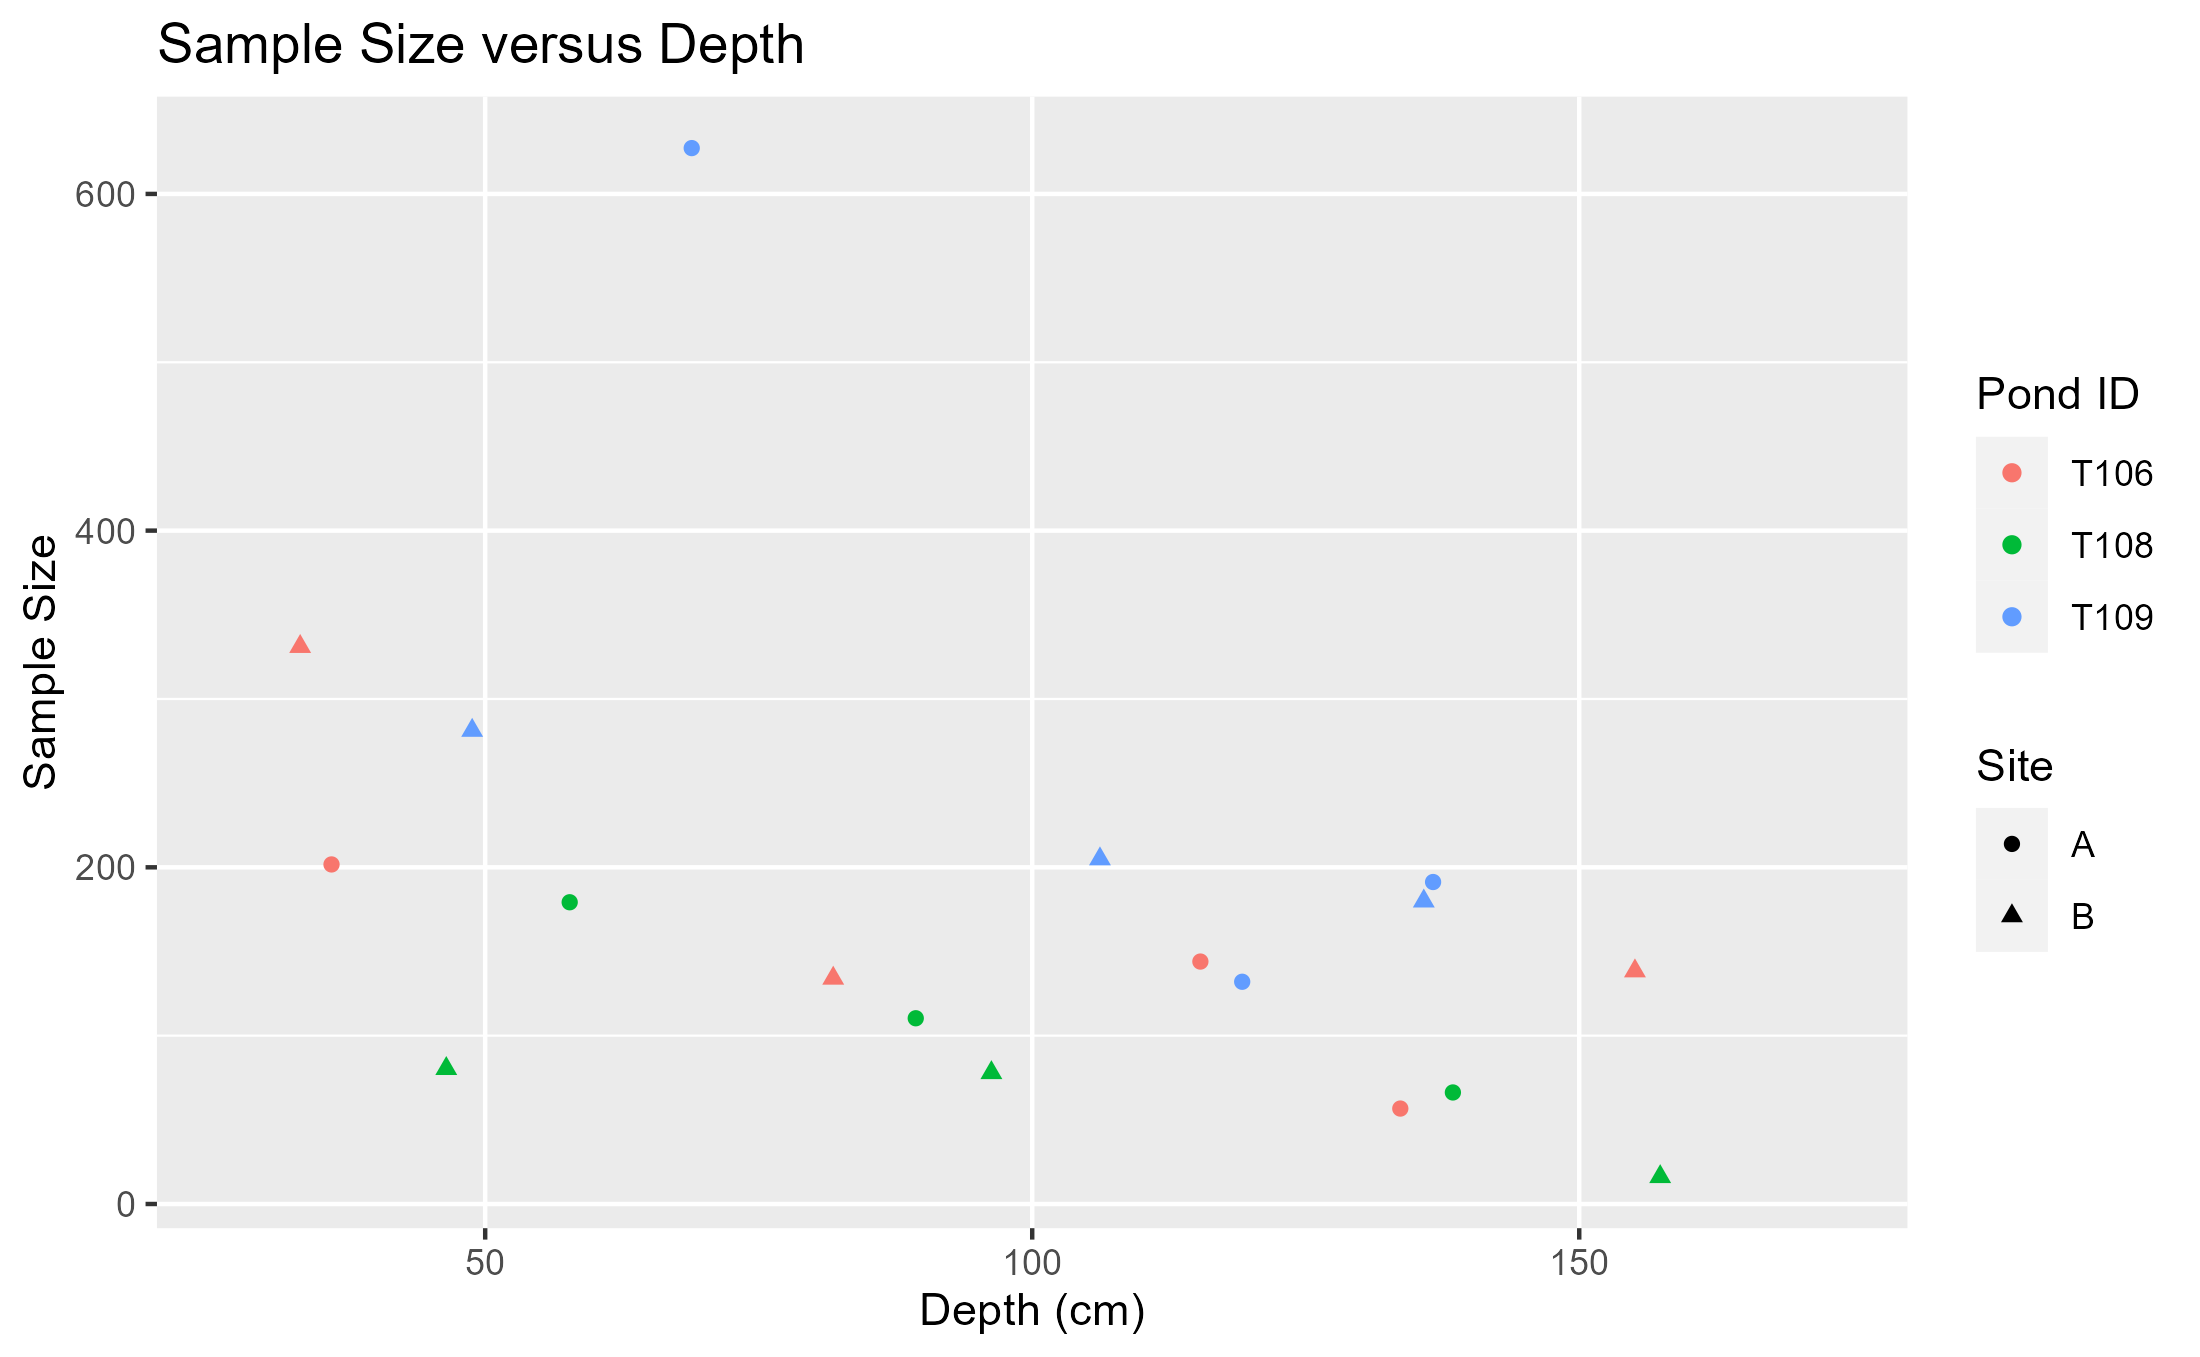 Sample Size versus Depth
Sample Size
600
400
200
0
50 100 150
Depth (cm)
Pond ID
T106
T108
T109
Site
A
B